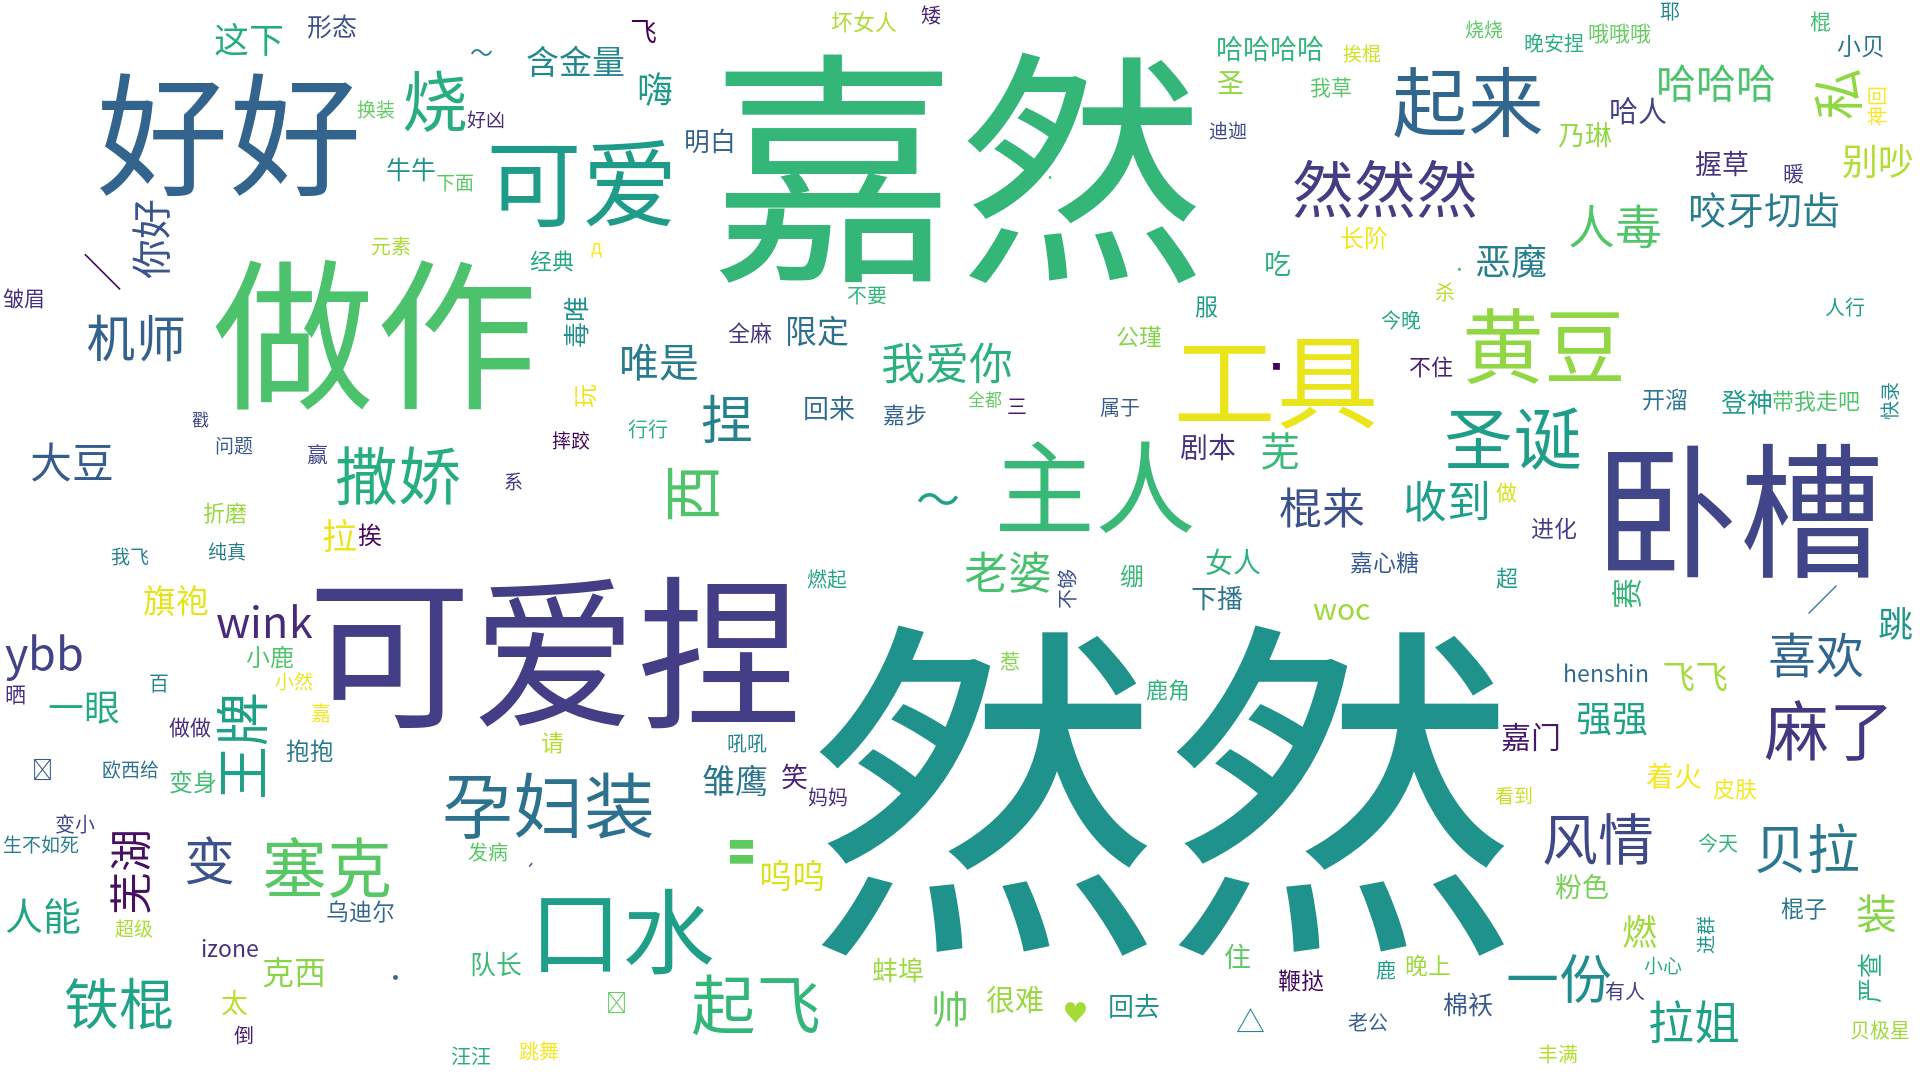 嘉然
然然
可爱捏
好好
做作
卧槽
工具
主人
可爱
口水
黄豆
圣诞
起来
孕妇装
撒娇
塞克
起飞
麻了
然然然
烧
捏
西
王牌
铁棍
风情
一份
贝拉
喜欢
拉姐
wink
ybb
机师
芜湖
变
人毒
哈哈哈
私
我爱你
老婆
收到
棍来
唯是
大豆
你好
这下
形态
～
含金量
飞
嗨
坏女人
矮
哈哈哈哈
挨棍
圣
我草
迪迦
烧烧
晚安捏
哦哦哦
耶
棍
小贝
神回
哈人
乃琳
别吵
握草
暖
咬牙切齿
换装
好凶
牛牛
下面
明白
元素
经典
д
毒唯
不要
皱眉
＼
全麻
限定
玩
回来
嘉步
全都
三
公瑾
服
吃
长阶
恶魔
杀
今晚
不住
人行
开溜
登神
带我走吧
快录
属于
剧本
芜
做
进化
戳
问题
赢
摔跤
行行
系
折磨
拉
挨
我飞
纯真
～
燃起
不够
绷
女人
下播
嘉心糖
超
赛
／
跳
woc
旗袍
小鹿
小然
嘉
晒
百
一眼
做做
抱抱
欧西给
变身
惹
鹿角
henshin
飞飞
强强
嘉门
着火
皮肤
看到
请
吼吼
雏鹰
笑
妈妈
变小
生不如死
发病
呜呜
乌迪尔
人能
超级
izone
克西
太
倒
队长
汪汪
跳舞
蚌埠
帅
很难
♥
回去
住
鞭挞
△
鹿
晚上
老公
棉袄
粉色
今天
棍子
装
燃
进群
小心
有人
严查
贝极星
丰满